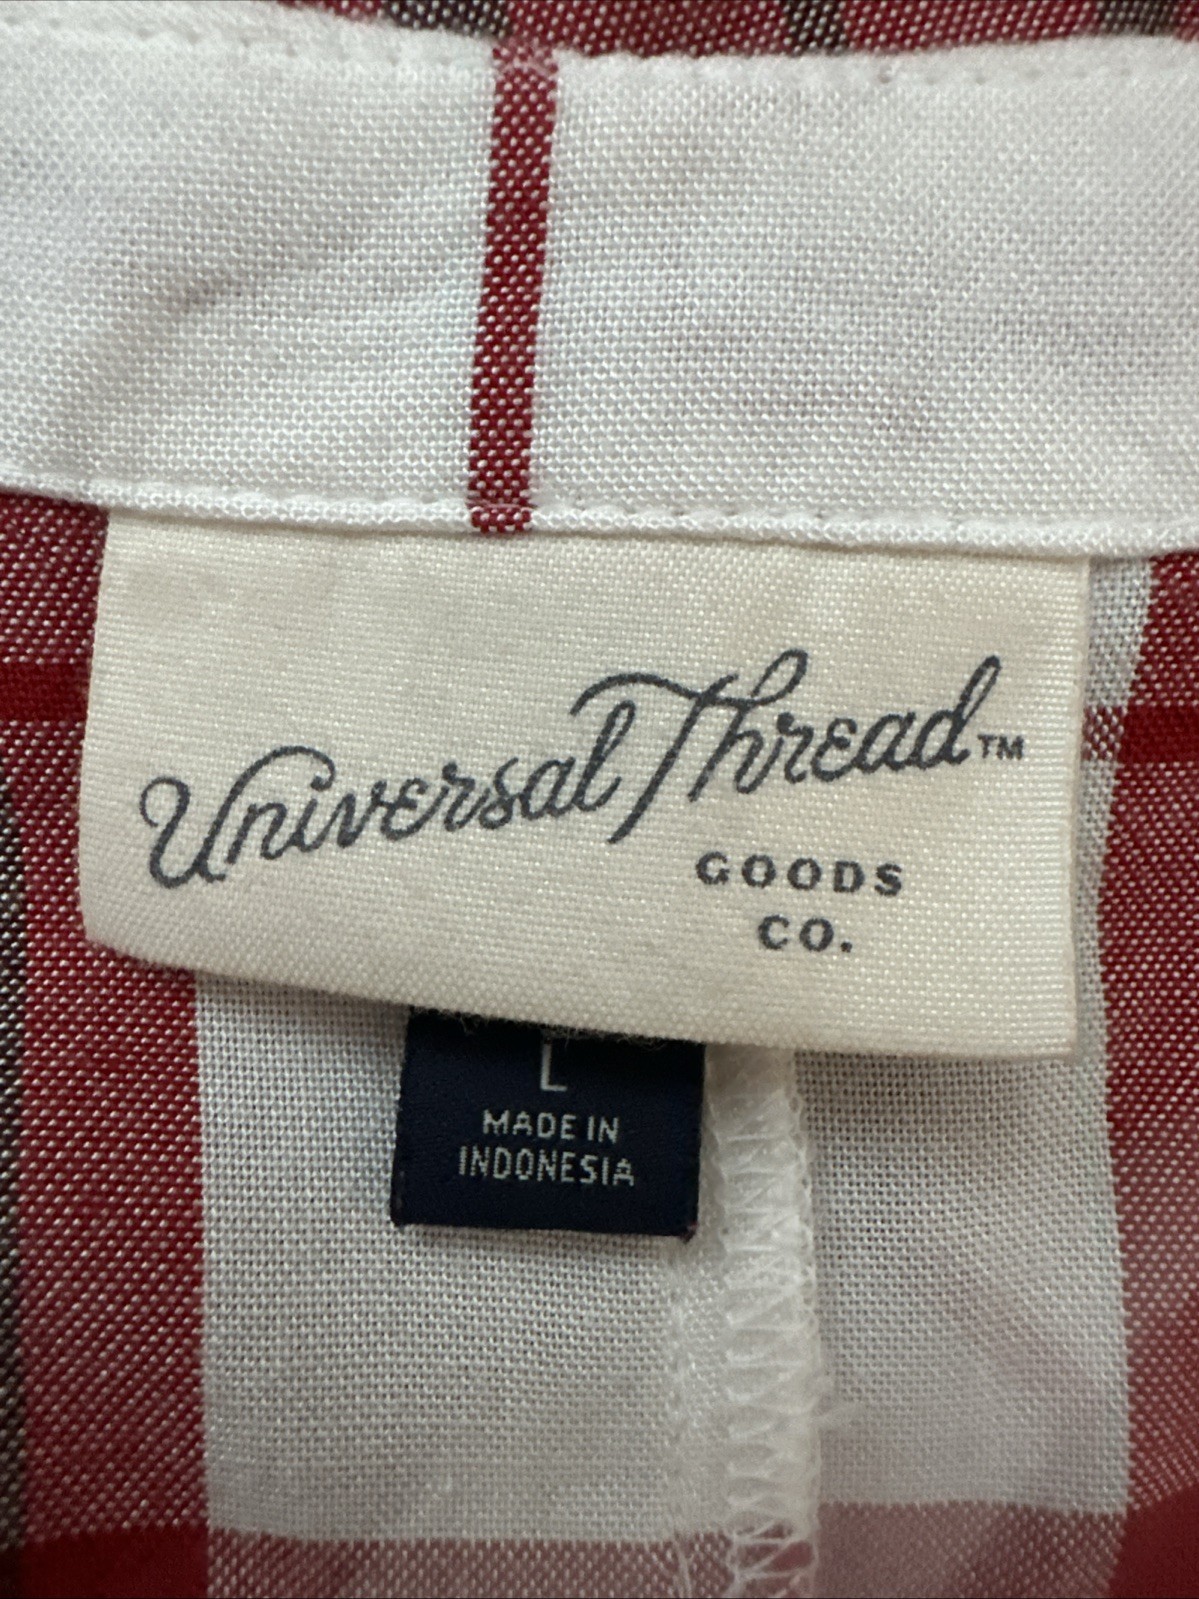 Universal Thread™
GOODS
CO.
L
MADE IN
INDONESIA